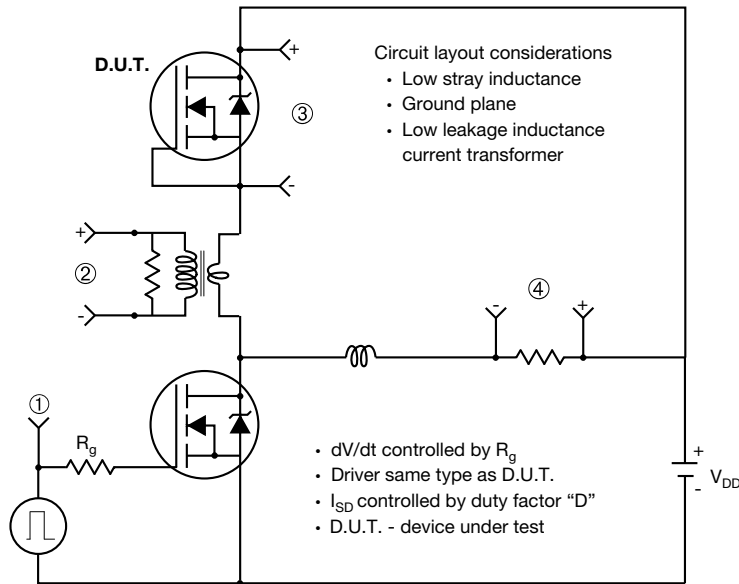 D.U.T.
+
③
-
Circuit layout considerations
• Low stray inductance
• Ground plane
• Low leakage inductance
current transformer
+
②
-
-
④
+
①
Rg
• dV/dt controlled by Rg
• Driver same type as D.U.T.
• ISD controlled by duty factor “D”
• D.U.T. - device under test
+
-
VDD